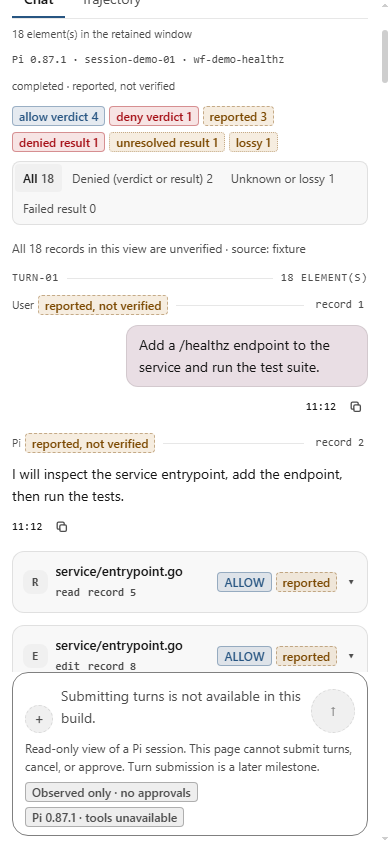 Chat Trajectory
18 element(s) in the retained window
Pi 0.87.1 · session-demo-01 · wf-demo-healthz
completed · reported, not verified
allow verdict 4 deny verdict 1 reported 3
denied result 1 unresolved result 1 lossy 1
All 18 Denied (verdict or result) 2 Unknown or lossy 1
Failed result 0
All 18 records in this view are unverified · source: fixture
TURN-01 18 ELEMENT(S)
User reported, not verified record 1
Add a /healthz endpoint to the
service and run the test suite.
11:12
Pi reported, not verified record 2
I will inspect the service entrypoint, add the endpoint,
then run the tests.
11:12
R service/entrypoint.go ALLOW reported
read record 5
E service/entrypoint.go ALLOW reported
edit record 8
Submitting turns is not available in this
build.
+ ↑
Read-only view of a Pi session. This page cannot submit turns,
cancel, or approve. Turn submission is a later milestone.
Observed only · no approvals
Pi 0.87.1 · tools unavailable